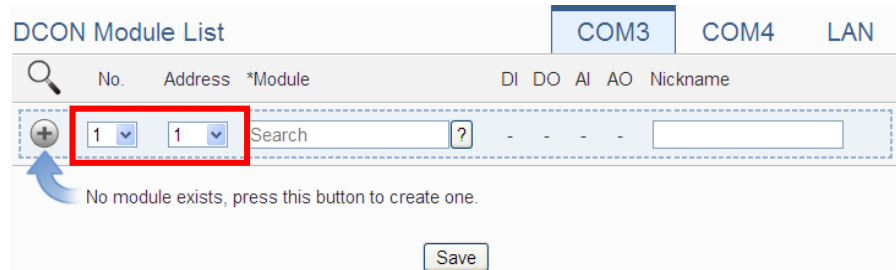 DCON Module List COM3 COM4 LAN
No. Address *Module DI DO AI AO Nickname
1 1 Search ? - - - -
No module exists, press this button to create one.
Save